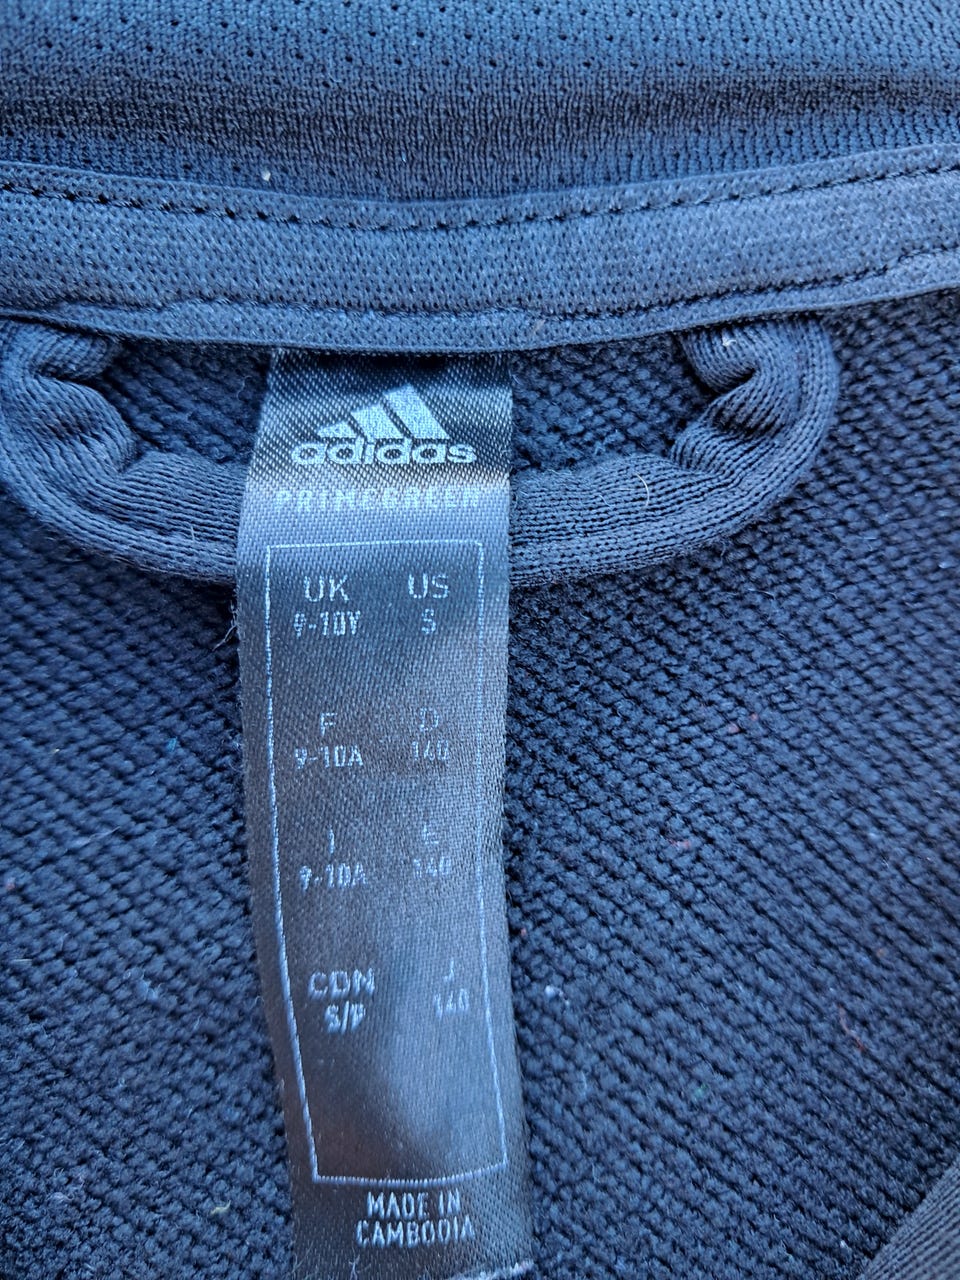 adidas
PRIMEGREEN
UK US
9-10Y S
F D
9-10A 140
I E
9-10A 140
CDN J
S/P 140
MADE IN
CAMBODIA